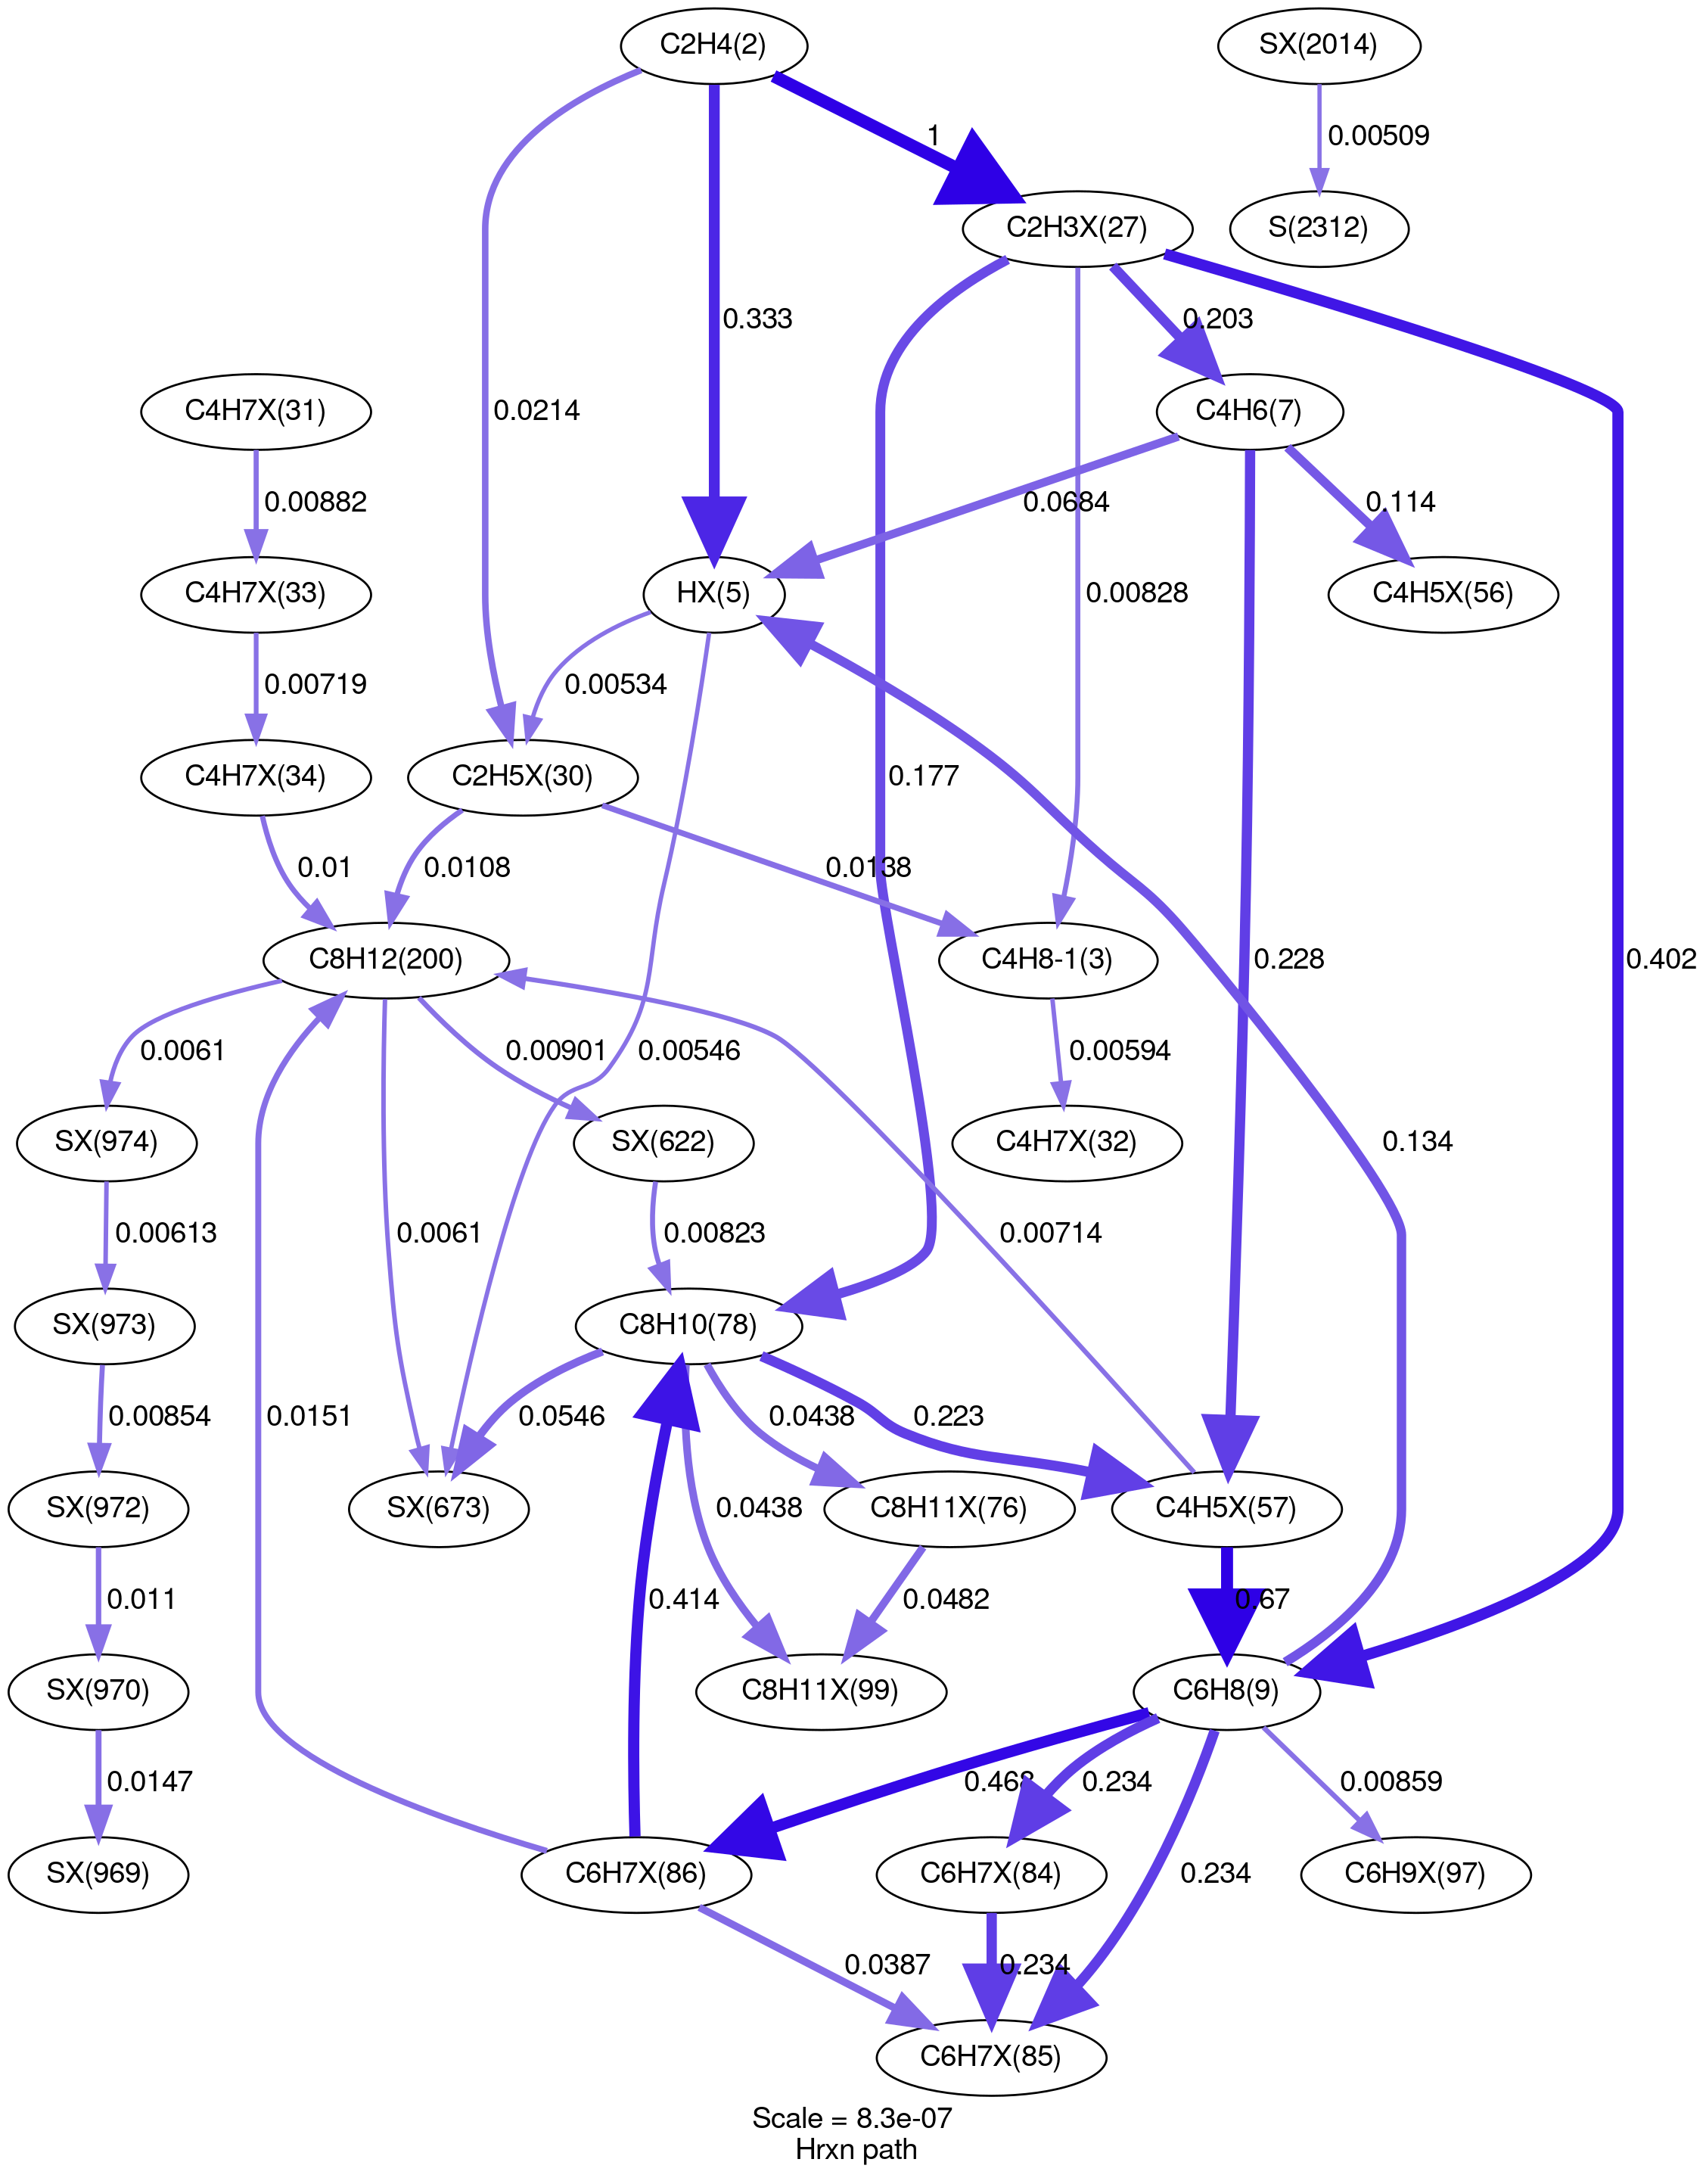 C2H4(2)
SX(2014)
1
0.00509
C2H3X(27)
S(2312)
0.333
0.203
C4H7X(31)
0.0214
C4H6(7)
0.00882
0.0684
0.114
C4H7X(33)
HX(5)
0.00828
C4H5X(56)
0.00719
0.00534
C4H7X(34)
C2H5X(30)
0.177
0.01
0.0108
0.0138
C8H12(200)
C4H8-1(3)
0.228
0.402
0.0061
0.00901
0.00546
0.00594
SX(974)
SX(622)
C4H7X(32)
0.134
0.00613
0.0061
0.00823
0.00714
SX(973)
C8H10(78)
0.00854
0.0151
0.0546
0.0438
0.223
SX(972)
SX(673)
0.0438
C8H11X(76)
C4H5X(57)
0.011
0.414
0.0482
0.67
SX(970)
C8H11X(99)
C6H8(9)
0.0147
0.468
0.234
0.00859
SX(969)
C6H7X(86)
C6H7X(84)
0.234
C6H9X(97)
0.0387
0.234
C6H7X(85)
Scale = 8.3e-07
Hrxn path